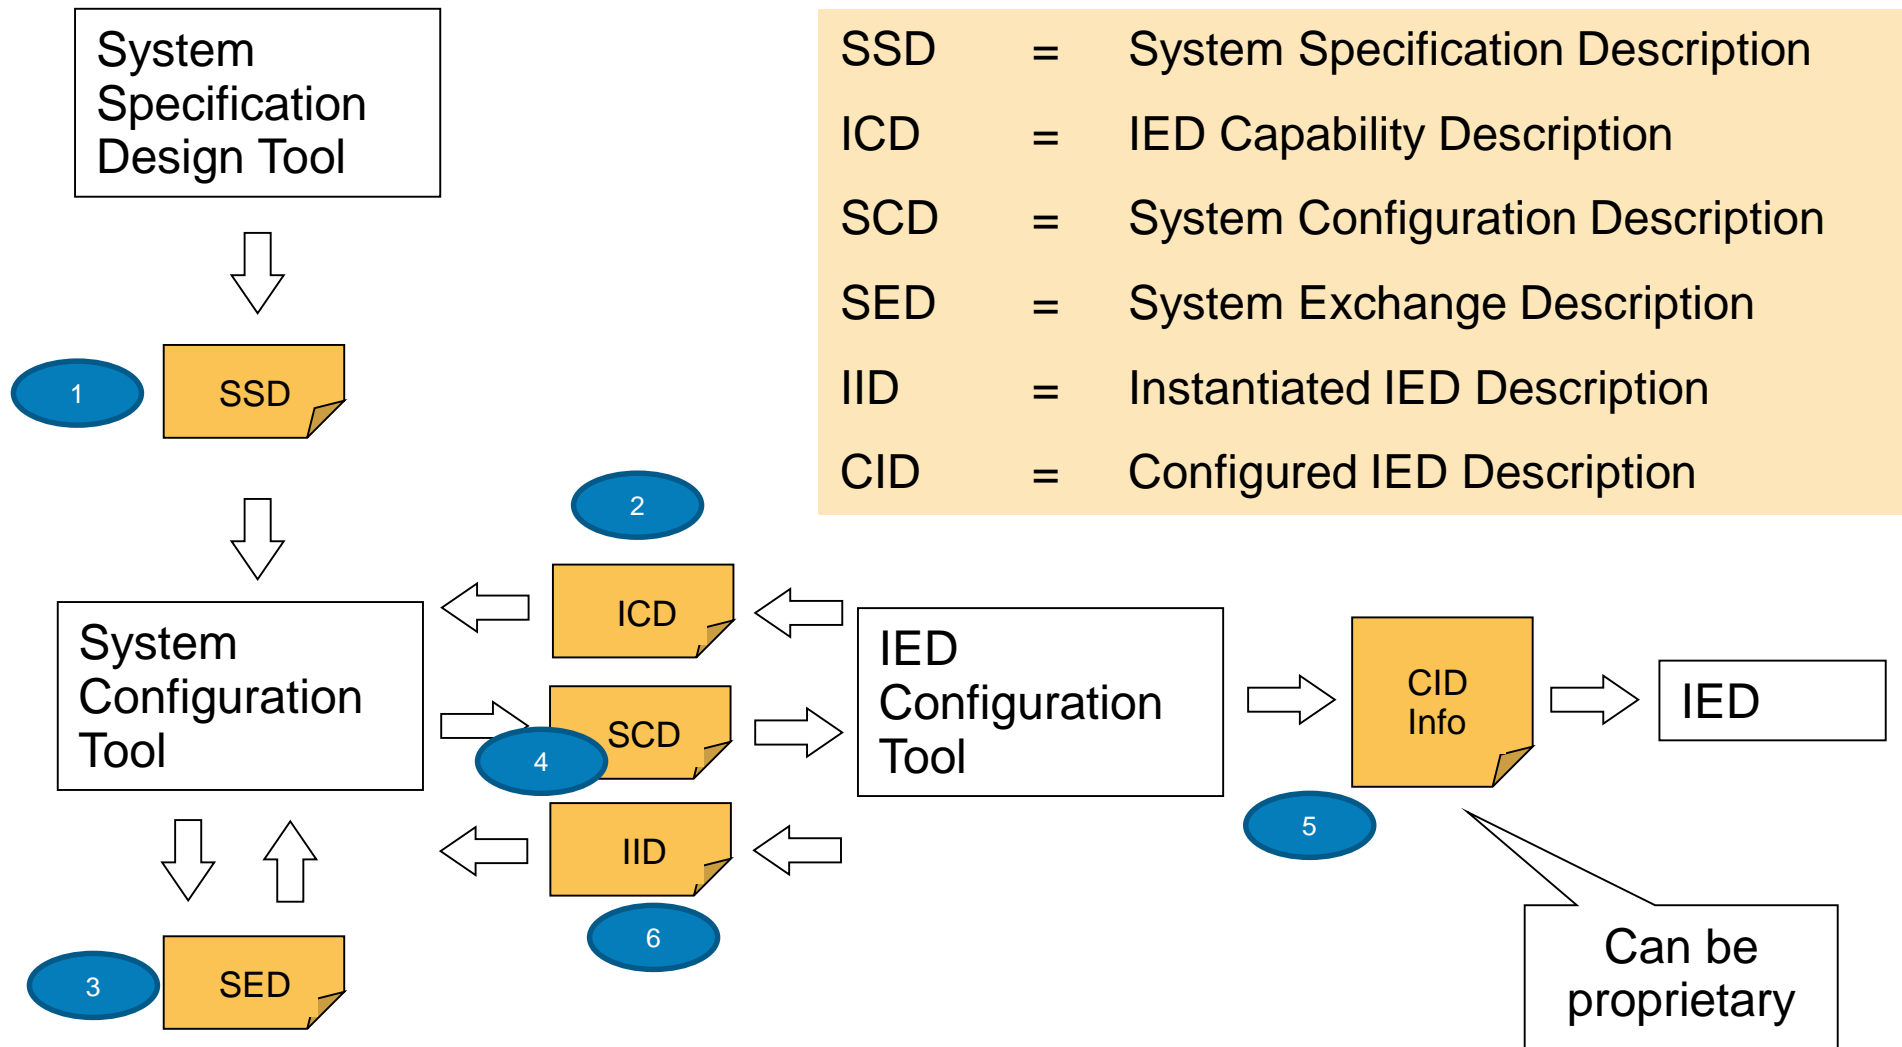 System
Specification
Design Tool
SSD = System Specification Description
ICD = IED Capability Description
SCD = System Configuration Description
SED = System Exchange Description
IID = Instantiated IED Description
CID = Configured IED Description
1
SSD
2
ICD
System
Configuration
Tool
SCD
4
IED
Configuration
Tool
CID
Info
IED
IID
5
6
3
SED
Can be
proprietary